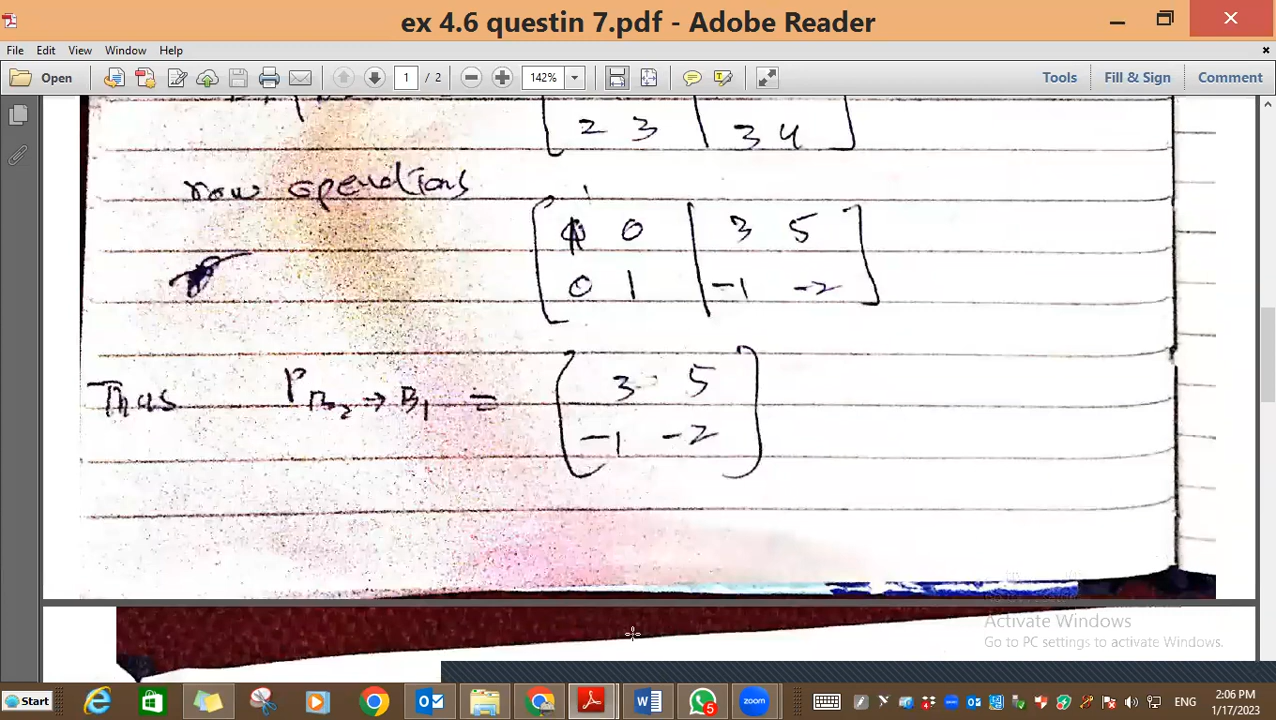 ex 4.6 questin 7.pdf - Adobe Reader
File Edit View Window Help
Open 1 / 2 142% Tools Fill & Sign Comment
2 3 | 3 4
row operations
1 0 | 3 5
0 1 | -1 -2
Thus P B2 → B1 = 3 5
-1 -2
Activate Windows
Go to PC settings to activate Windows.
Start zoom 5 2:06 PM
1/17/2023